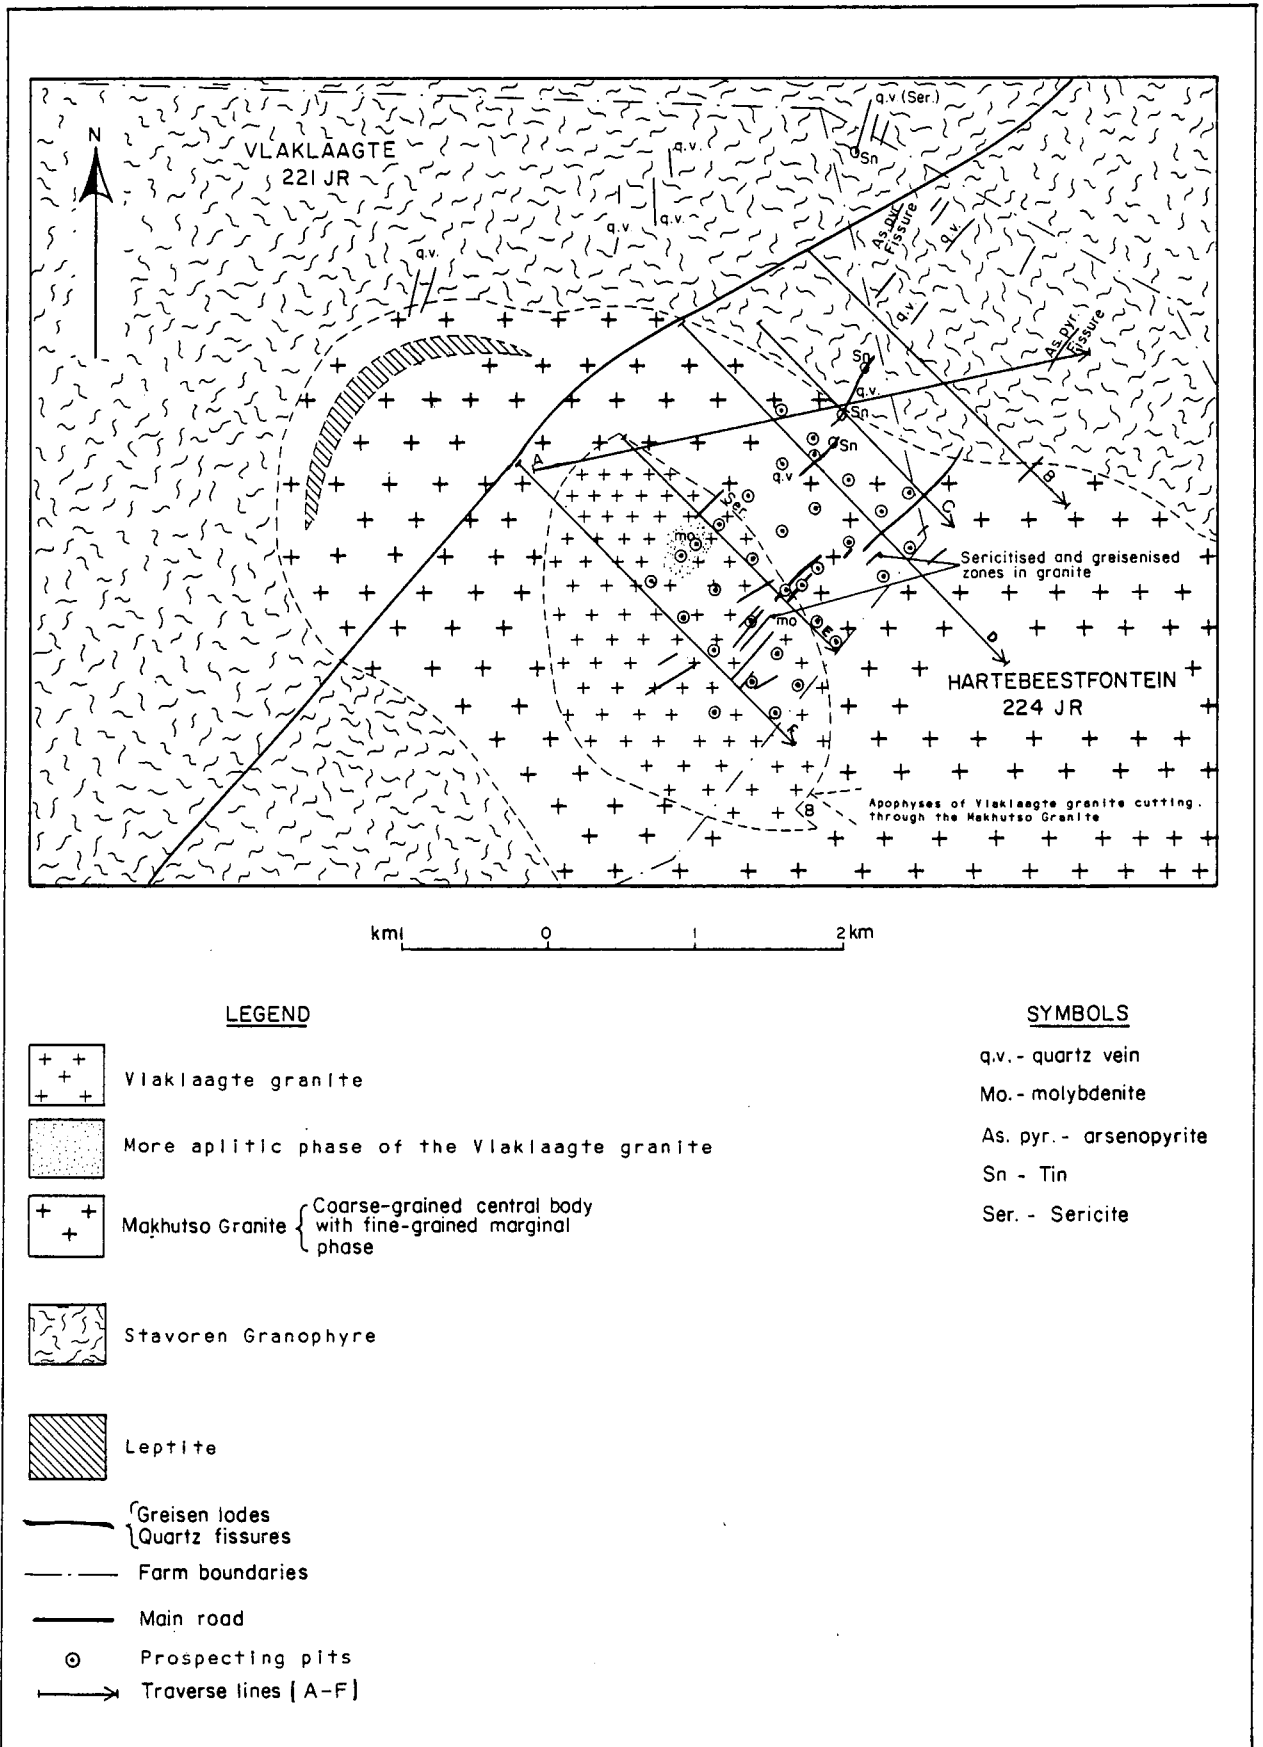 q.v.(Ser.)
N
VLAKLAAGTE
221 JR
q.v.
Sn
q.v.
q.v.
As. pyr.
Fissure
q.v.
q.v.
q.v.
As. pyr.
Fissure
Sn
q.v.
Sn
Sn
A
q.v
B
Ser.
C
mo
Sericitised and greisenised
zones in granite
mo
E
D
HARTEBEESTFONTEIN
224 JR
F
B
Apophyses of Vlaklaagte granite cutting.
through the Makhutso Granite
km1 0 1 2 km
LEGEND
Vlaklaagte granite
More aplitic phase of the Vlaklaagte granite
Makhutso Granite { Coarse-grained central body
with fine-grained marginal
phase
Stavoren Granophyre
Leptite
Greisen lodes
Quartz fissures
Farm boundaries
Main road
Prospecting pits
Traverse lines [A-F]
SYMBOLS
q.v. - quartz vein
Mo. - molybdenite
As. pyr. - arsenopyrite
Sn - Tin
Ser. - Sericite